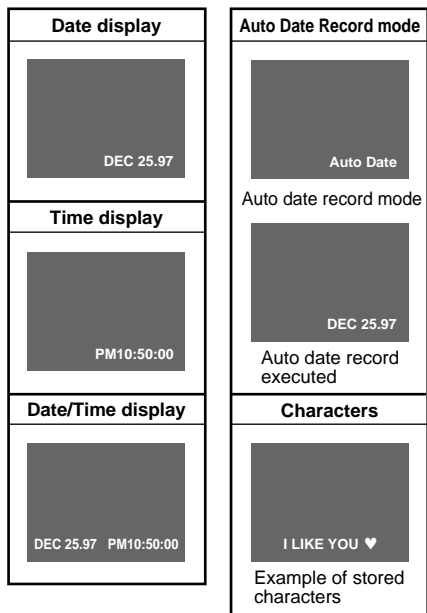 Date display
DEC 25.97
Time display
PM10:50:00
Date/Time display
DEC 25.97 PM10:50:00
Auto Date Record mode
Auto Date
Auto date record mode
DEC 25.97
Auto date record
executed
Characters
I LIKE YOU ♥
Example of stored
characters